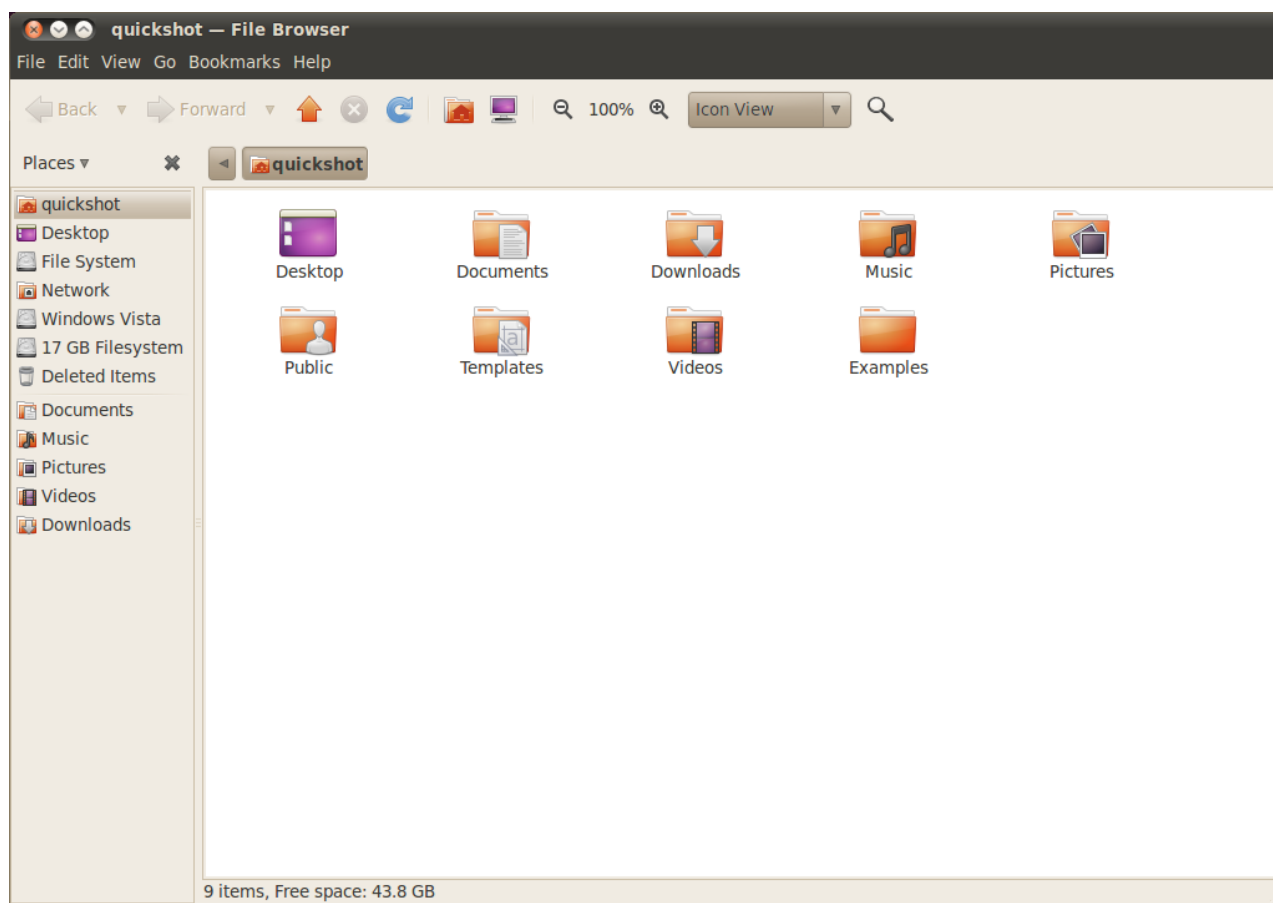 quickshot — File Browser
File Edit View Go Bookmarks Help
Back Forward 100% Icon View
Places quickshot
quickshot
Desktop
File System
Network
Windows Vista
17 GB Filesystem
Deleted Items
Documents
Music
Pictures
Videos
Downloads
Desktop Documents Downloads Music Pictures
Public Templates Videos Examples
9 items, Free space: 43.8 GB